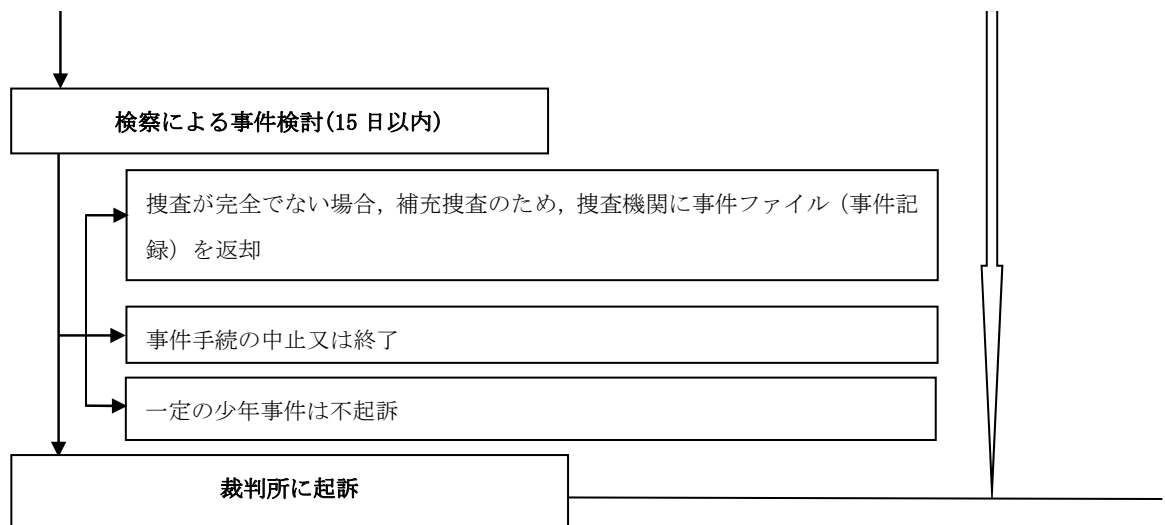 検察による事件検討(15 日以内)
捜査が完全でない場合, 補充捜査のため, 捜査機関に事件ファイル（事件記
録）を返却
事件手続の中止又は終了
一定の少年事件は不起訴
裁判所に起訴